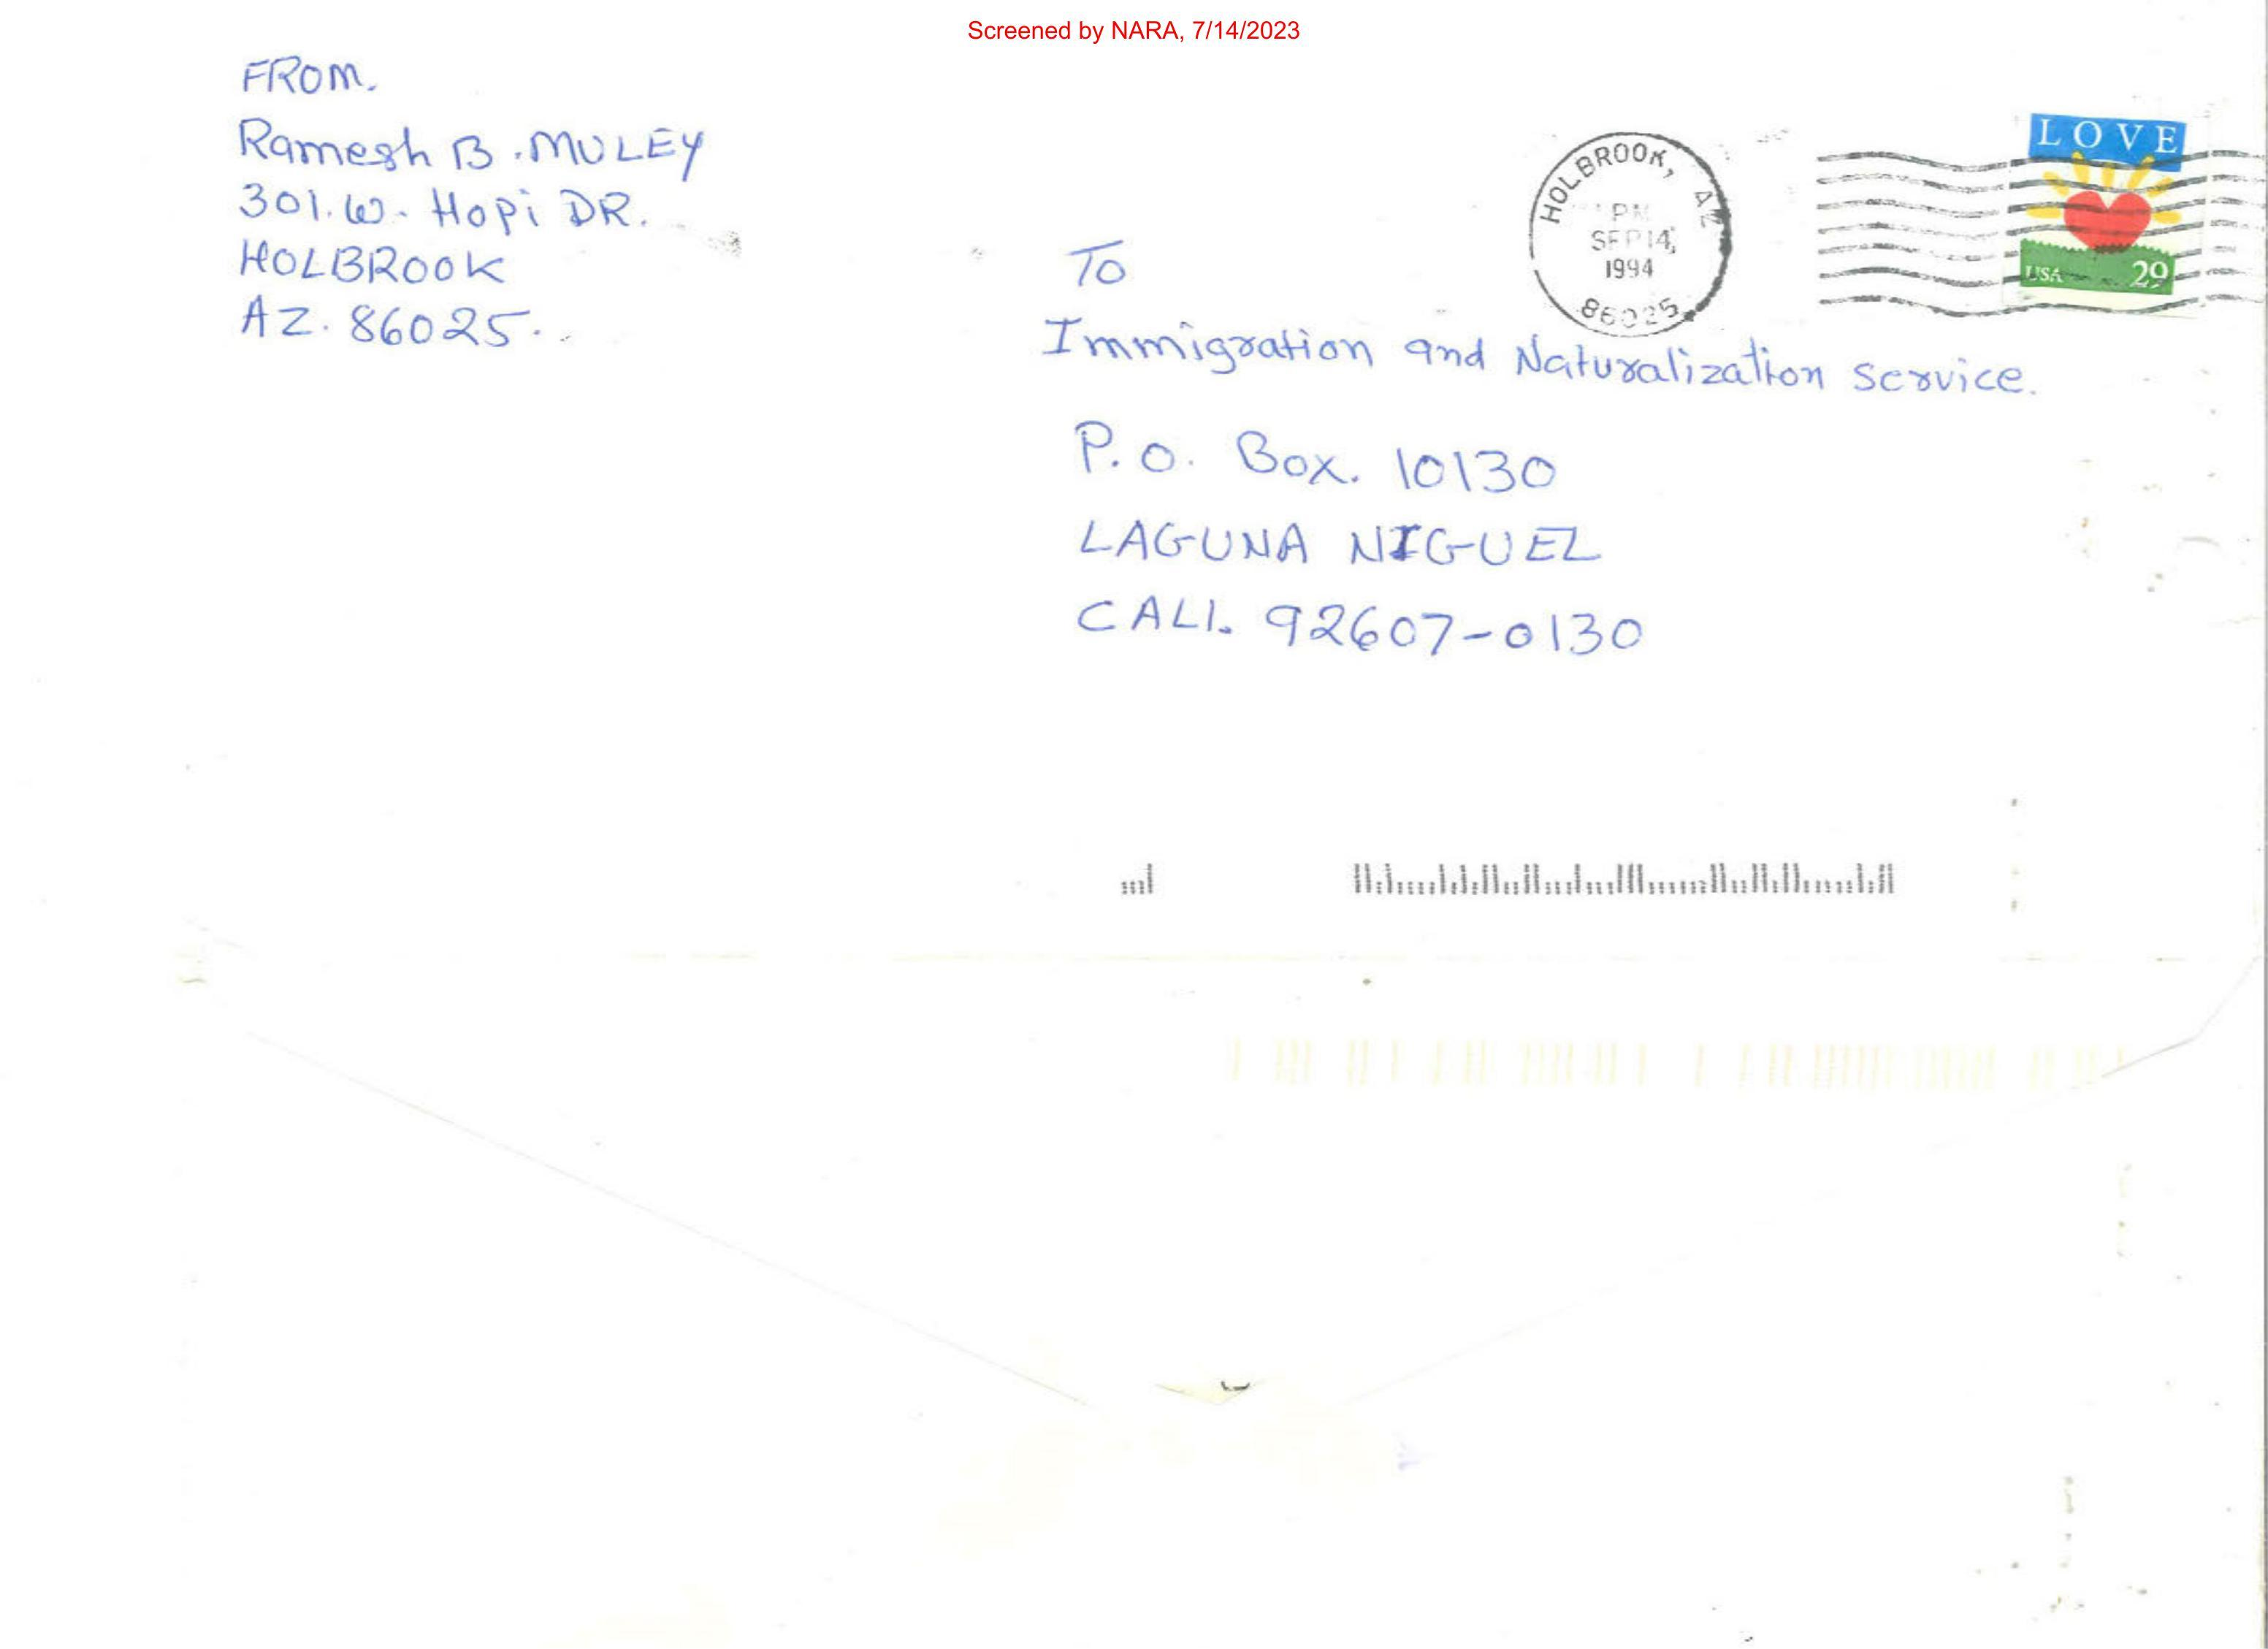 Screened by NARA, 7/14/2023
FROM.
Ramesh B. MULEY
301. W. Hopi DR.
HOLBROOK
AZ. 86025.
HOLBROOK, AZ
PM
SEP 14,
1994
86025
LOVE
USA 29
To
Immigration and Naturalization Service.
P. O. Box. 10130
LAGUNA NIGUEL
CALI. 92607-0130